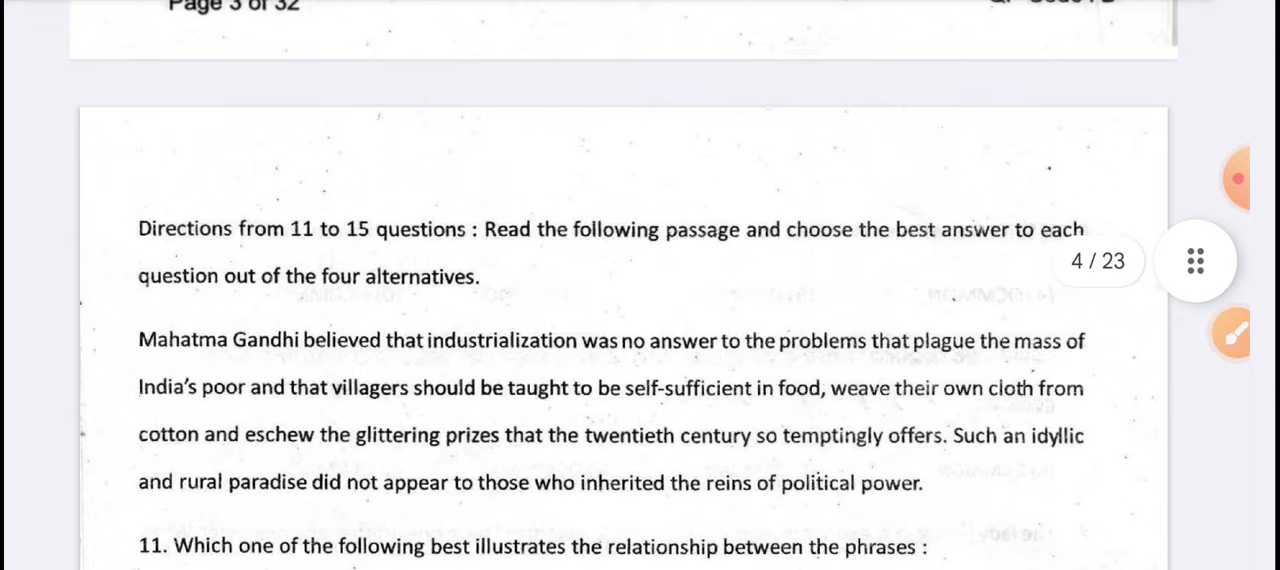 Page 3 of 32
Directions from 11 to 15 questions : Read the following passage and choose the best answer to each
4 / 23
question out of the four alternatives.
Mahatma Gandhi believed that industrialization was no answer to the problems that plague the mass of
India's poor and that villagers should be taught to be self-sufficient in food, weave their own cloth from
cotton and eschew the glittering prizes that the twentieth century so temptingly offers. Such an idyllic
and rural paradise did not appear to those who inherited the reins of political power.
11. Which one of the following best illustrates the relationship between the phrases :